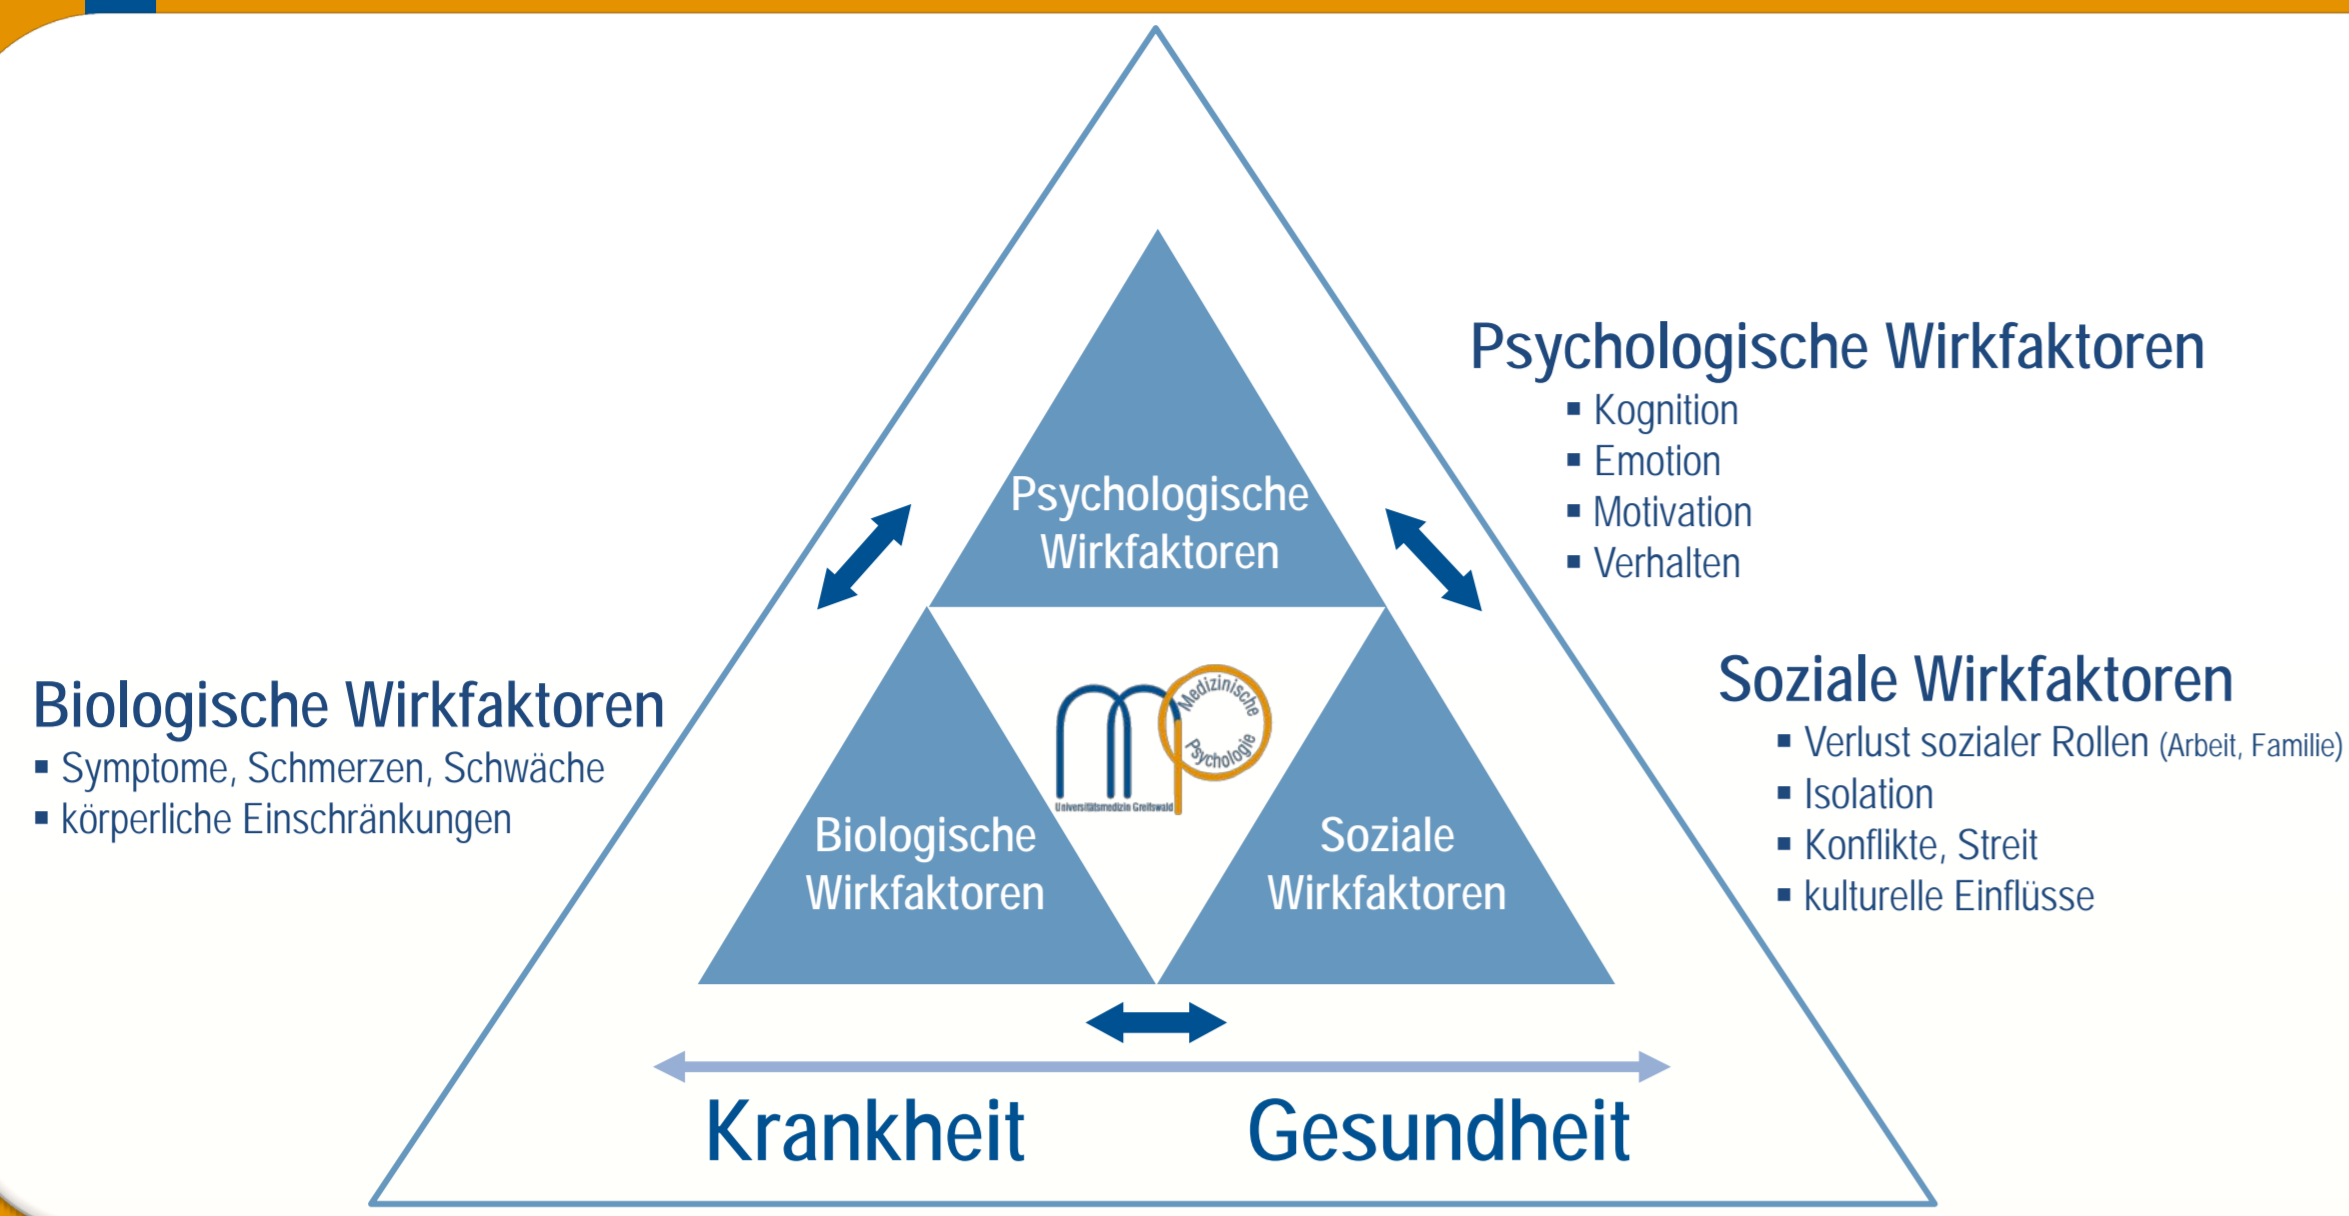 Psychologische Wirkfaktoren
▪ Kognition
▪ Emotion
▪ Motivation
▪ Verhalten
Soziale Wirkfaktoren
▪ Verlust sozialer Rollen (Arbeit, Familie)
▪ Isolation
▪ Konflikte, Streit
▪ kulturelle Einflüsse
Biologische Wirkfaktoren
▪ Symptome, Schmerzen, Schwäche
▪ körperliche Einschränkungen
Psychologische
Wirkfaktoren
mp
Medizinische
Psychologie
Universitätsmedizin Greifswald
Biologische
Wirkfaktoren
Soziale
Wirkfaktoren
Krankheit
Gesundheit